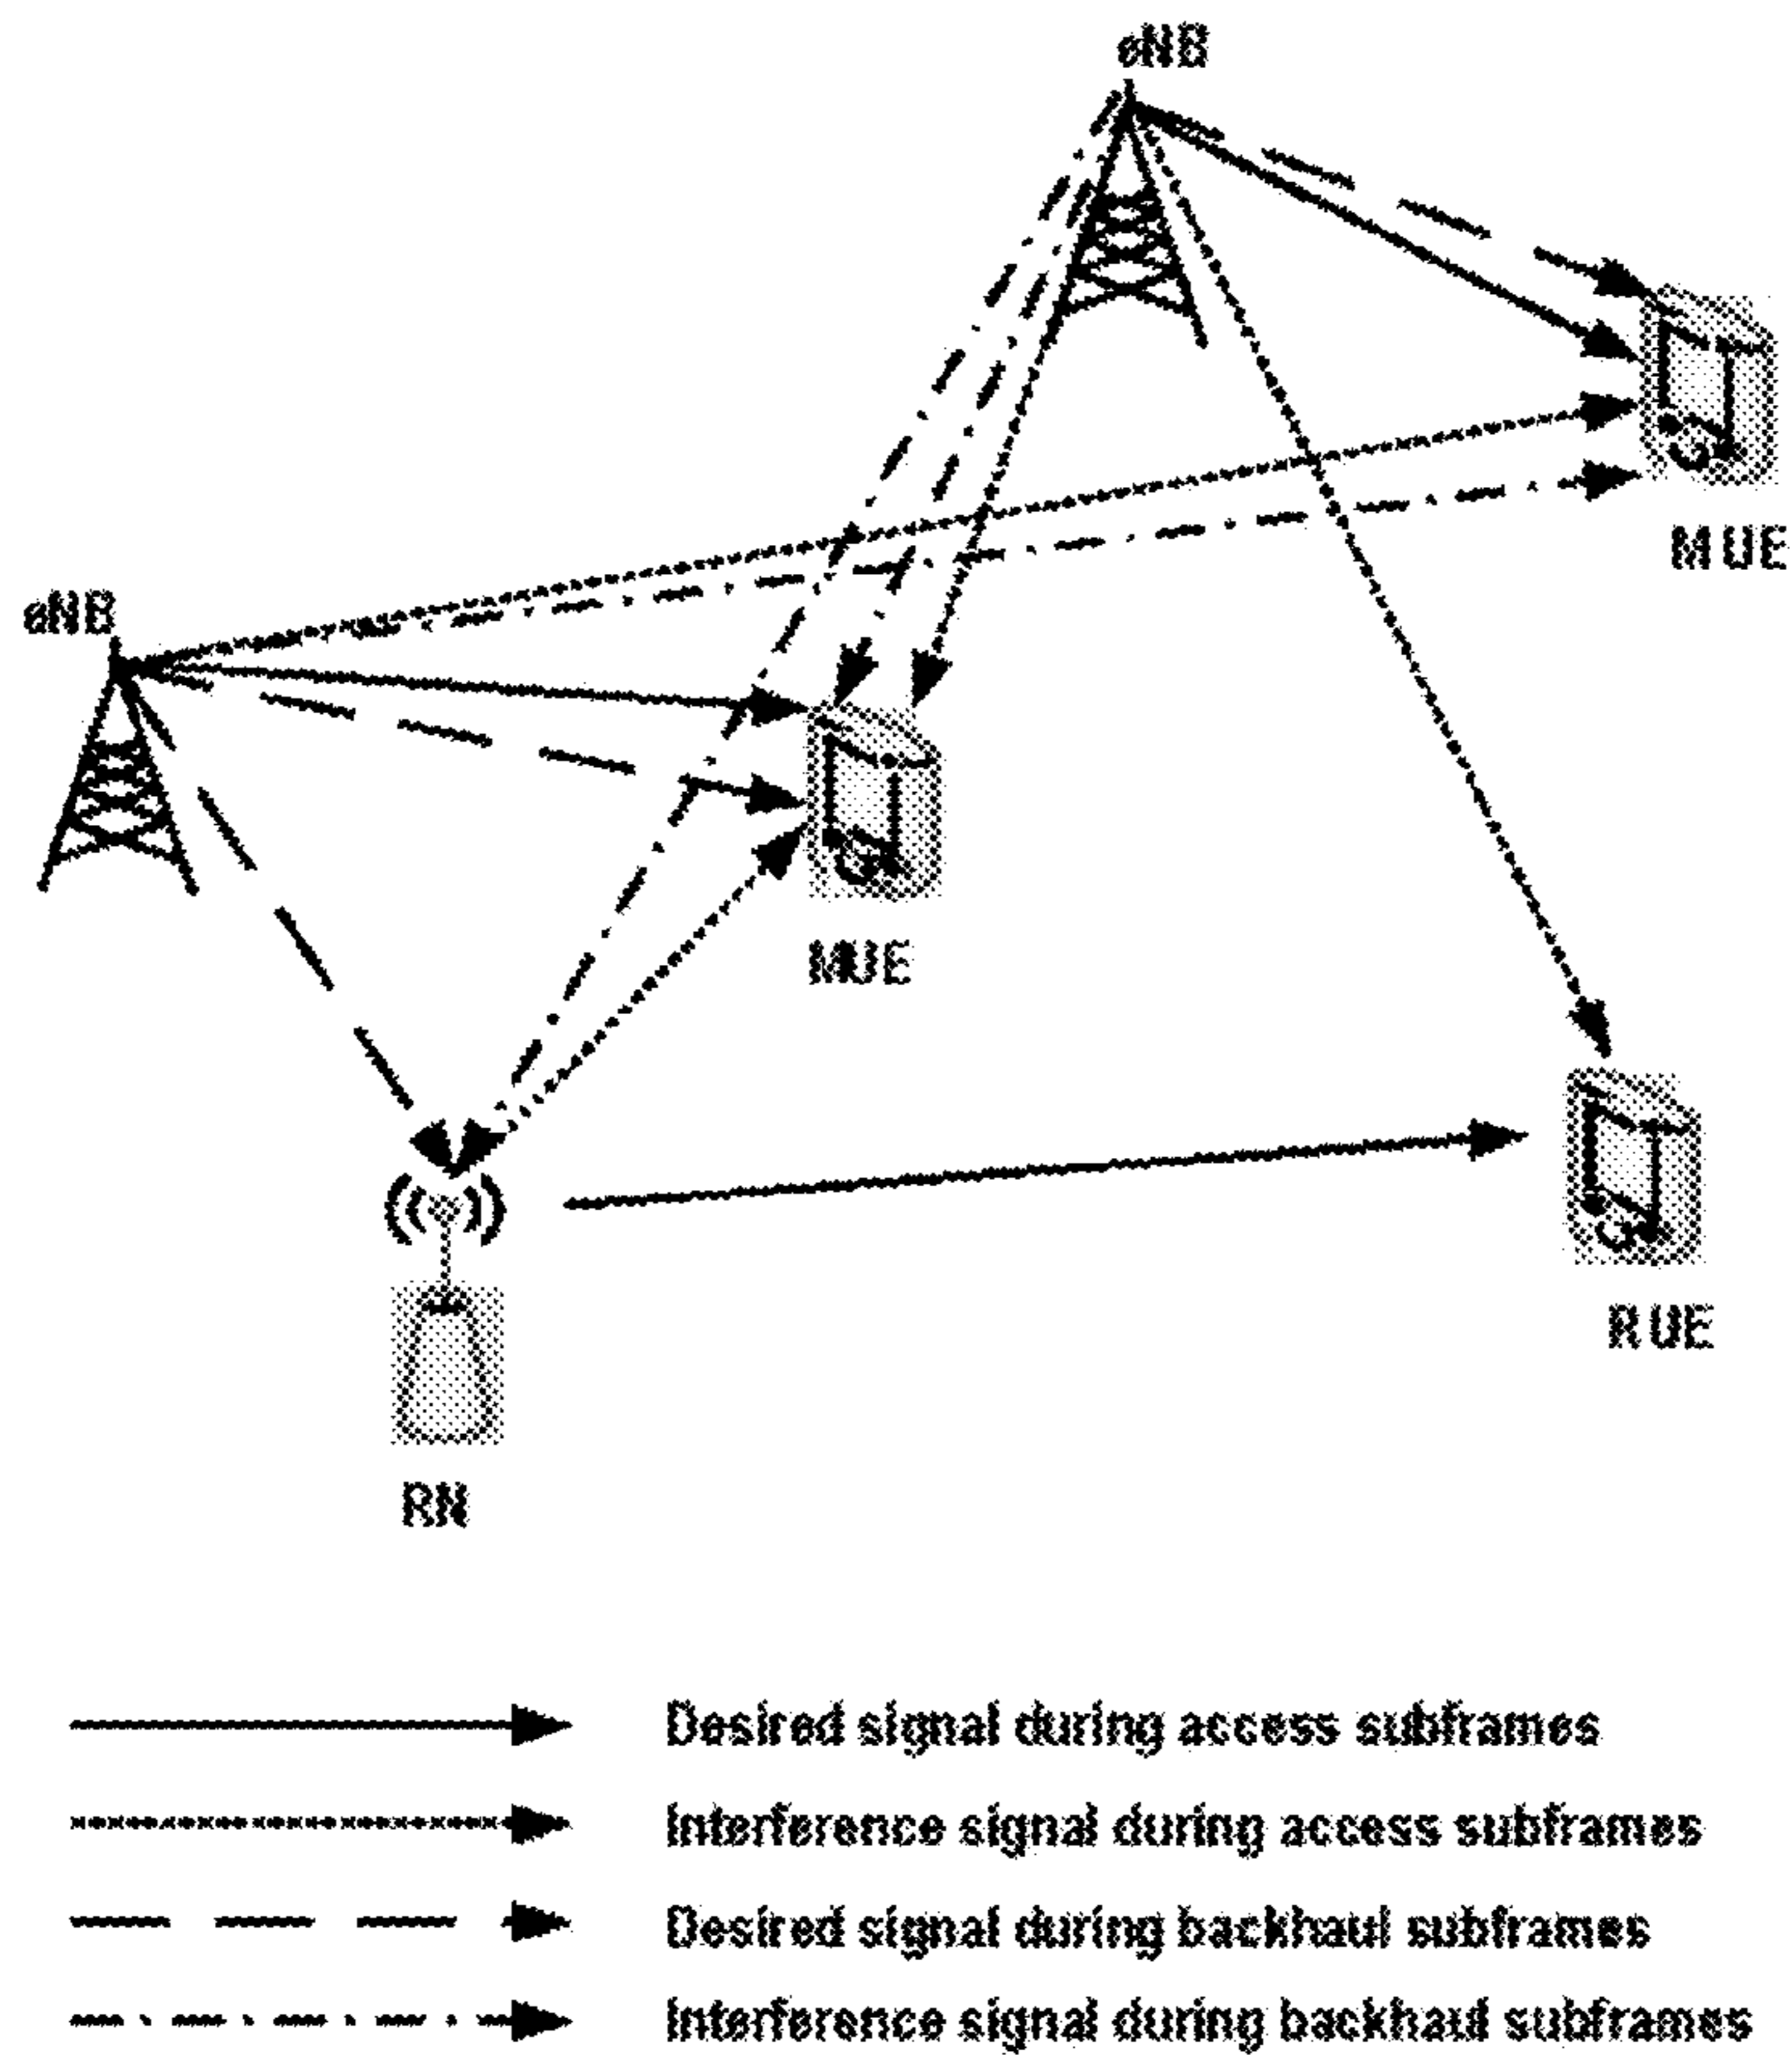 eNB
MUE
eNB
MUE
RUE
RN
Desired signal during access subframes
Interference signal during access subframes
Desired signal during backhaul subframes
Interference signal during backhaul subframes